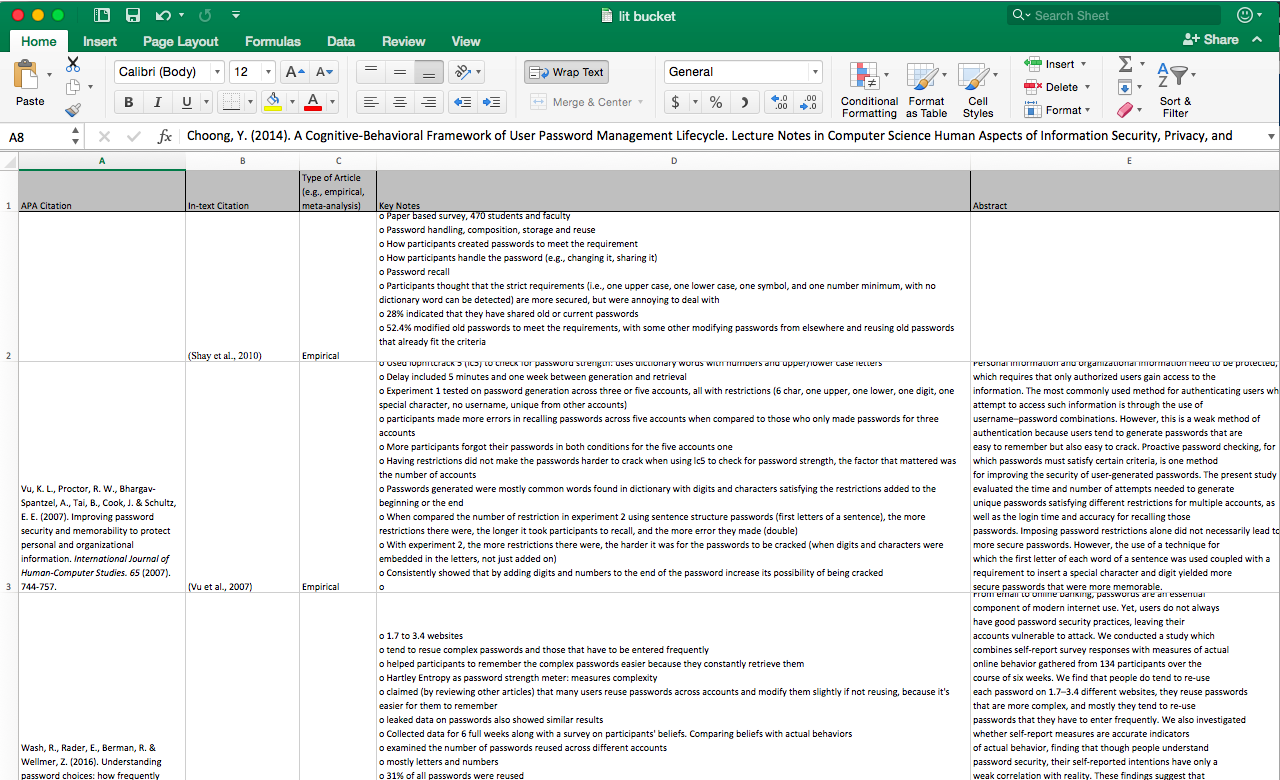 lit bucket
Search Sheet
Home Insert Page Layout Formulas Data Review View
Share
Paste
Calibri (Body) 12 A A
B I U A
Wrap Text
Merge & Center
General
$ % .0 .00 .00 .0
Conditional Formatting
Format as Table
Cell Styles
Insert
Delete
Format
Sort & Filter
A8 fx Choong, Y. (2014). A Cognitive-Behavioral Framework of User Password Management Lifecycle. Lecture Notes in Computer Science Human Aspects of Information Security, Privacy, and
A B C D E
1
APA Citation
In-text Citation
Type of Article
(e.g., empirical,
meta-analysis)
Key Notes
Abstract
2
(Shay et al., 2010)
Empirical
o Paper based survey, 470 students and faculty
o Password handling, composition, storage and reuse
o How participants created passwords to meet the requirement
o How participants handle the password (e.g., changing it, sharing it)
o Password recall
o Participants thought that the strict requirements (i.e., one upper case, one lower case, one symbol, and one number minimum, with no
dictionary word can be detected) are more secured, but were annoying to deal with
o 28% indicated that they have shared old or current passwords
o 52.4% modified old passwords to meet the requirements, with some other modifying passwords from elsewhere and reusing old passwords
that already fit the criteria
3
Vu, K. L., Proctor, R. W., Bhargav-
Spantzel, A., Tai, B., Cook, J. & Schultz,
E. E. (2007). Improving password
security and memorability to protect
personal and organizational
information. International Journal of
Human-Computer Studies. 65 (2007).
744-757.
(Vu et al., 2007)
Empirical
o Used lophtcrack 5 (lc5) to check for password strength: uses dictionary words with numbers and upper/lower case letters
o Delay included 5 minutes and one week between generation and retrieval
o Experiment 1 tested on password generation across three or five accounts, all with restrictions (6 char, one upper, one lower, one digit, one
special character, no username, unique from other accounts)
o participants made more errors in recalling passwords across five accounts when compared to those who only made passwords for three
accounts
o More participants forgot their passwords in both conditions for the five accounts one
o Having restrictions did not make the passwords harder to crack when using lc5 to check for password strength, the factor that mattered was
the number of accounts
o Passwords generated were mostly common words found in dictionary with digits and characters satisfying the restrictions added to the
beginning or the end
o When compared the number of restriction in experiment 2 using sentence structure passwords (first letters of a sentence), the more
restrictions there were, the longer it took participants to recall, and the more error they made (double)
o With experiment 2, the more restrictions there were, the harder it was for the passwords to be cracked (when digits and characters were
embedded in the letters, not just added on)
o Consistently showed that by adding digits and numbers to the end of the password increase its possibility of being cracked
o
Personal information and organizational information need to be protected,
which requires that only authorized users gain access to the
information. The most commonly used method for authenticating users wh
attempt to access such information is through the use of
username–password combinations. However, this is a weak method of
authentication because users tend to generate passwords that are
easy to remember but also easy to crack. Proactive password checking, for
which passwords must satisfy certain criteria, is one method
for improving the security of user-generated passwords. The present study
evaluated the time and number of attempts needed to generate
unique passwords satisfying different restrictions for multiple accounts, as
well as the login time and accuracy for recalling those
passwords. Imposing password restrictions alone did not necessarily lead to
more secure passwords. However, the use of a technique for
which the first letter of each word of a sentence was used coupled with a
requirement to insert a special character and digit yielded more
secure passwords that were more memorable.
Wash, R., Rader, E., Berman, R. &
Wellmer, Z. (2016). Understanding
password choices: how frequently
o 1.7 to 3.4 websites
o tend to resue complex passwords and those that have to be entered frequently
o helped participants to remember the complex passwords easier because they constantly retrieve them
o Hartley Entropy as password strength meter: measures complexity
o claimed (by reviewing other articles) that many users reuse passwords across accounts and modify them slightly if not reusing, because it's
easier for them to remember
o leaked data on passwords also showed similar results
o Collected data for 6 full weeks along with a survey on participants' beliefs. Comparing beliefs with actual behaviors
o examined the number of passwords reused across different accounts
o mostly letters and numbers
o 31% of all passwords were reused
From email to online banking, passwords are an essential
component of modern internet use. Yet, users do not always
have good password security practices, leaving their
accounts vulnerable to attack. We conducted a study which
combines self-report survey responses with measures of actual
online behavior gathered from 134 participants over the
course of six weeks. We find that people do tend to re-use
each password on 1.7–3.4 different websites, they reuse passwords
that are more complex, and mostly they tend to re-use
passwords that they have to enter frequently. We also investigated
whether self-report measures are accurate indicators
of actual behavior, finding that though people understand
password security, their self-reported intentions have only a
weak correlation with reality. These findings suggest that